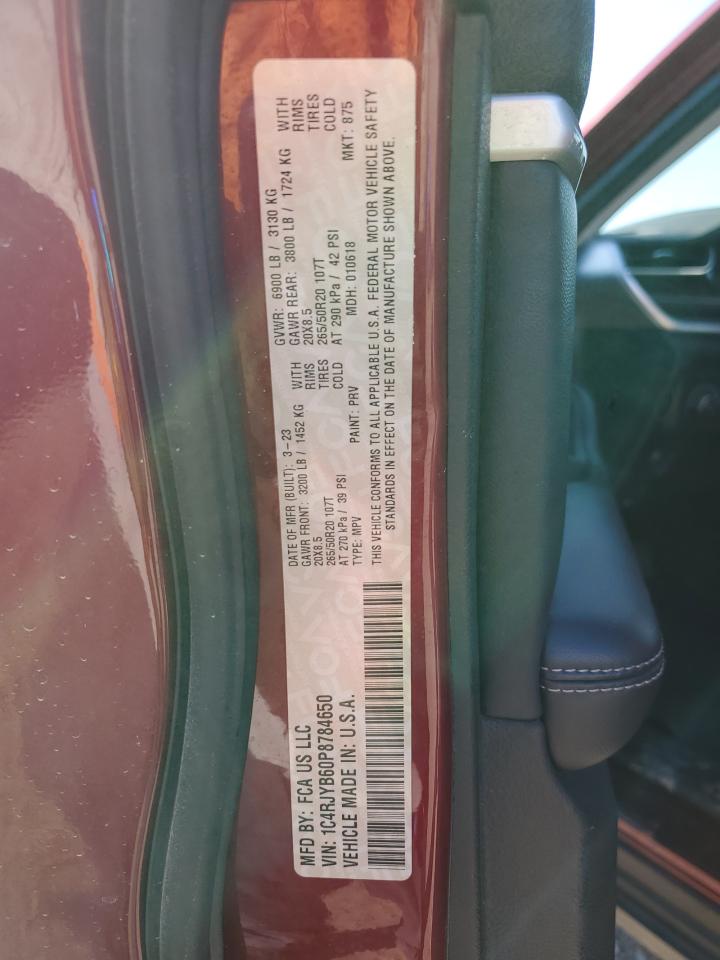 MFD BY: FCA US LLC
VIN: 1C4RJYB60P8784650
VEHICLE MADE IN: U.S.A.
DATE OF MFR (BUILT): 3-23
GAWR FRONT: 3200 LB / 1452 KG WITH
20X8.5 RIMS
265/50R20 107T TIRES
AT 270 kPa / 39 PSI COLD
TYPE: MPV PAINT: PRV
GVWR: 6900 LB / 3130 KG
GAWR REAR: 3800 LB / 1724 KG WITH
20X8.5 RIMS
265/50R20 107T TIRES
AT 290 kPa / 42 PSI COLD
MDH: 010618 MKT: 875
THIS VEHICLE CONFORMS TO ALL APPLICABLE U.S.A. FEDERAL MOTOR VEHICLE SAFETY
STANDARDS IN EFFECT ON THE DATE OF MANUFACTURE SHOWN ABOVE.